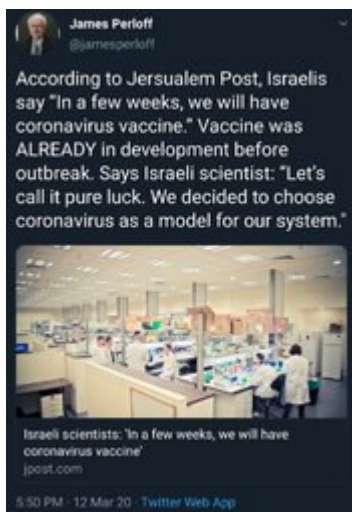 James Perloff
@jamesperloff
According to Jersualem Post, Israelis
say "In a few weeks, we will have
coronavirus vaccine." Vaccine was
ALREADY in development before
outbreak. Says Israeli scientist: "Let's
call it pure luck. We decided to choose
coronavirus as a model for our system."
Israeli scientists: 'In a few weeks, we will have
coronavirus vaccine'
jpost.com
5:50 PM · 12 Mar 20 · Twitter Web App